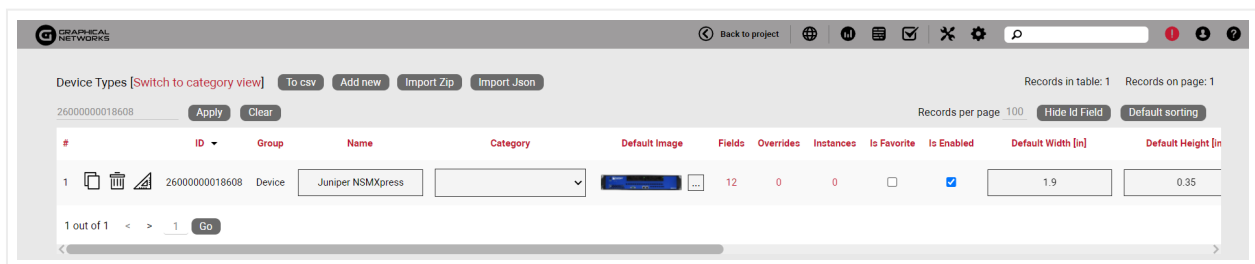 GRAPHICAL
NETWORKS
Back to project
Device Types [Switch to category view] To csv Add new Import Zip Import Json Records in table: 1 Records on page: 1
26000000018608 Apply Clear Records per page 100 Hide Id Field Default sorting
# ID Group Name Category Default Image Fields Overrides Instances Is Favorite Is Enabled Default Width [in] Default Height [in
1 26000000018608 Device Juniper NSMXpress ... 12 0 0 1.9 0.35
1 out of 1 < > 1 Go